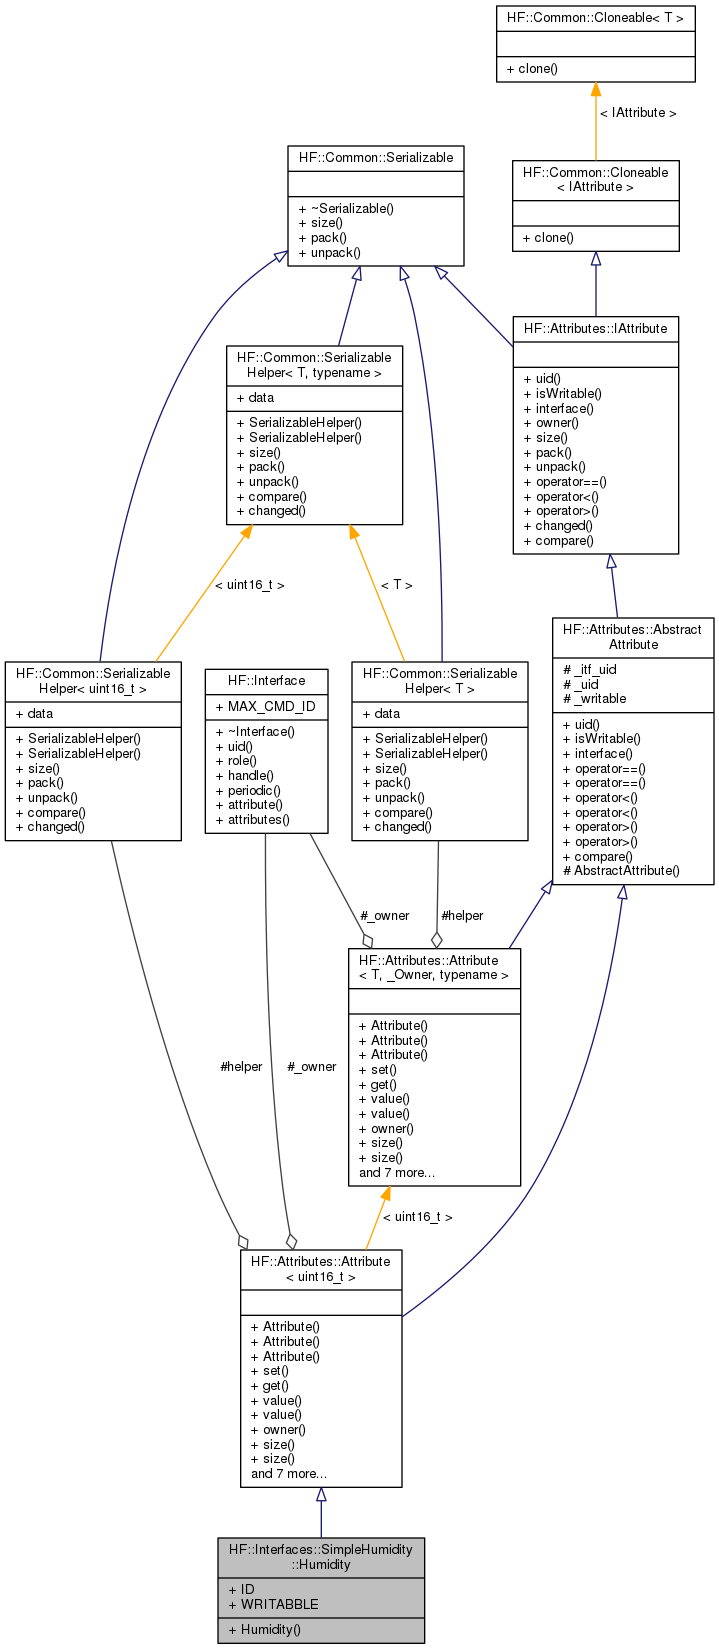 HF::Common::Cloneable< T >
+ clone()
< IAttribute >
HF::Common::Serializable
+ ~Serializable()
+ size()
+ pack()
+ unpack()
HF::Common::Cloneable
< IAttribute >
+ clone()
HF::Attributes::IAttribute
+ uid()
+ isWritable()
+ interface()
+ owner()
+ size()
+ pack()
+ unpack()
+ operator==()
+ operator<()
+ operator>()
+ changed()
+ compare()
HF::Common::Serializable
Helper< T, typename >
+ data
+ SerializableHelper()
+ SerializableHelper()
+ size()
+ pack()
+ unpack()
+ compare()
+ changed()
< uint16_t >
< T >
HF::Attributes::Abstract
Attribute
# _itf_uid
# _uid
# _writable
+ uid()
+ isWritable()
+ interface()
+ operator==()
+ operator==()
+ operator<()
+ operator<()
+ operator>()
+ operator>()
+ compare()
# AbstractAttribute()
HF::Common::Serializable
Helper< uint16_t >
+ data
+ SerializableHelper()
+ SerializableHelper()
+ size()
+ pack()
+ unpack()
+ compare()
+ changed()
HF::Interface
+ MAX_CMD_ID
+ ~Interface()
+ uid()
+ role()
+ handle()
+ periodic()
+ attribute()
+ attributes()
HF::Common::Serializable
Helper< T >
+ data
+ SerializableHelper()
+ SerializableHelper()
+ size()
+ pack()
+ unpack()
+ compare()
+ changed()
#_owner
#helper
HF::Attributes::Attribute
< T, _Owner, typename >
+ Attribute()
+ Attribute()
+ Attribute()
+ set()
+ get()
+ value()
+ value()
+ owner()
+ size()
+ size()
and 7 more...
#helper
#_owner
< uint16_t >
HF::Attributes::Attribute
< uint16_t >
+ Attribute()
+ Attribute()
+ Attribute()
+ set()
+ get()
+ value()
+ value()
+ owner()
+ size()
+ size()
and 7 more...
HF::Interfaces::SimpleHumidity
::Humidity
+ ID
+ WRITABBLE
+ Humidity()